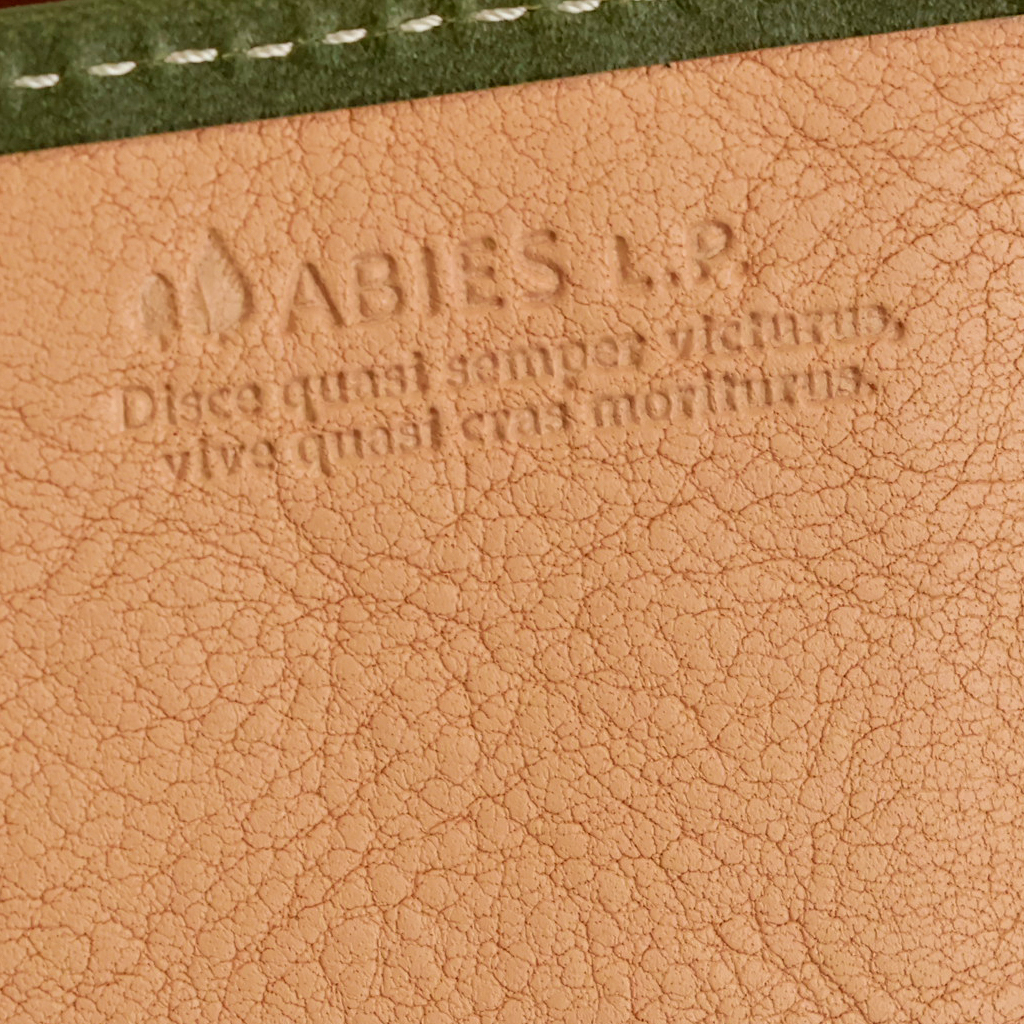 ABIES L.P.
Disce quasi semper victurus,
vive quasi cras moriturus.